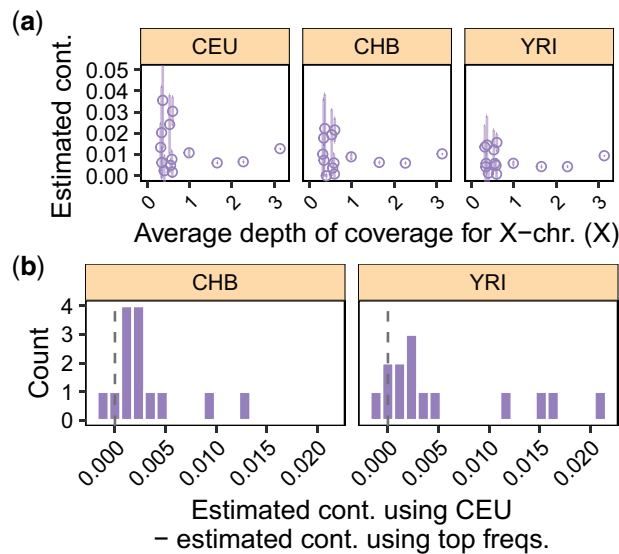 (a)
CEU CHB YRI
Estimated cont.
0.05
0.04
0.03
0.02
0.01
0.00
0 1 2 3 0 1 2 3 0 1 2 3
Average depth of coverage for X−chr. (X)
(b)
CHB YRI
Count
4
3
2
1
0
0.000 0.005 0.010 0.015 0.020 0.000 0.005 0.010 0.015 0.020
Estimated cont. using CEU
− estimated cont. using top freqs.